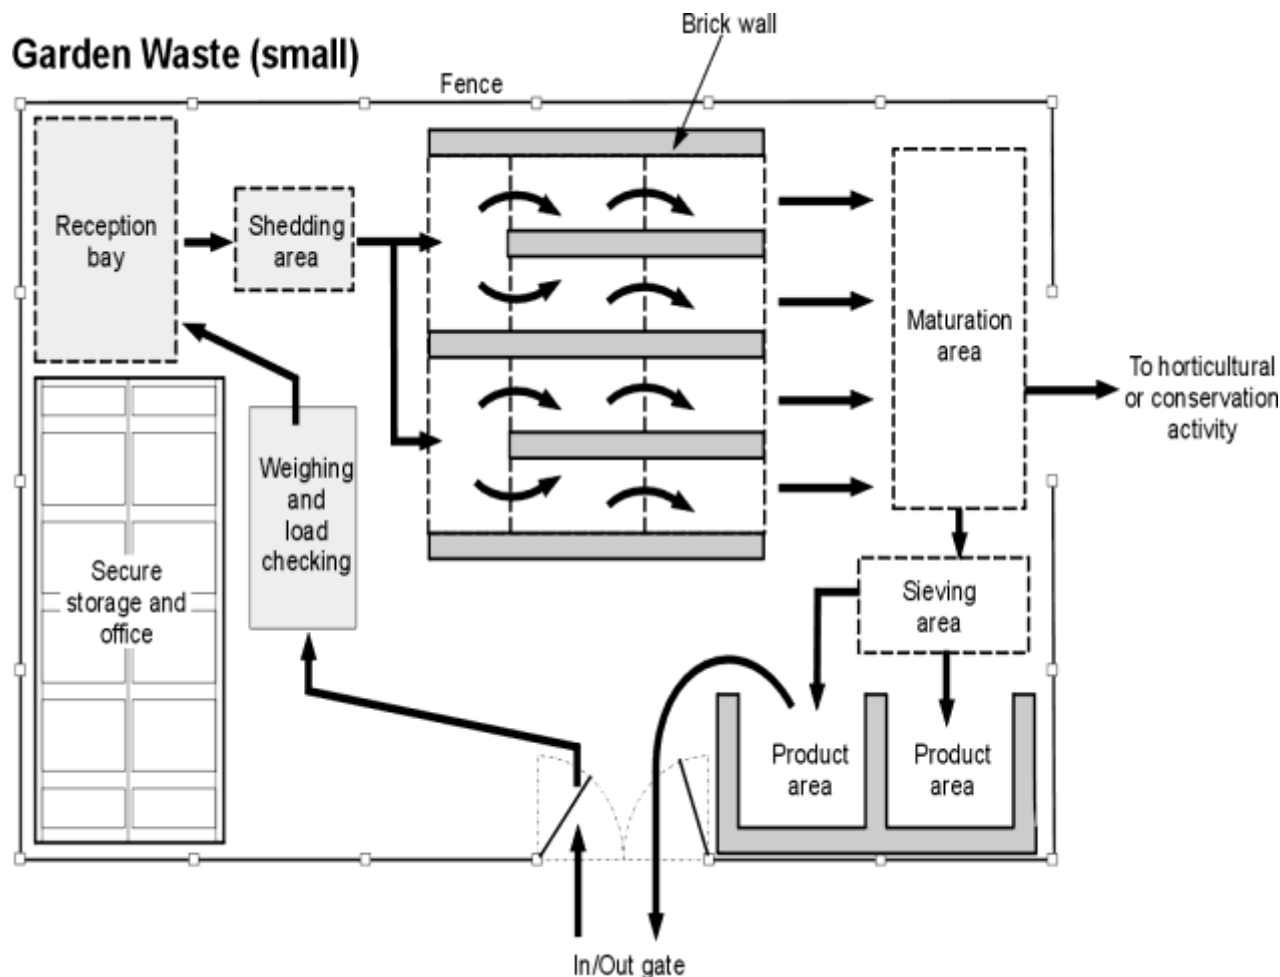 Brick wall
Garden Waste (small)
Fence
Reception
bay
Shedding
area
Maturation
area
To horticultural
or conservation
activity
Weighing
and
load
checking
Secure
storage and
office
Sieving
area
Product
area
Product
area
In/Out gate